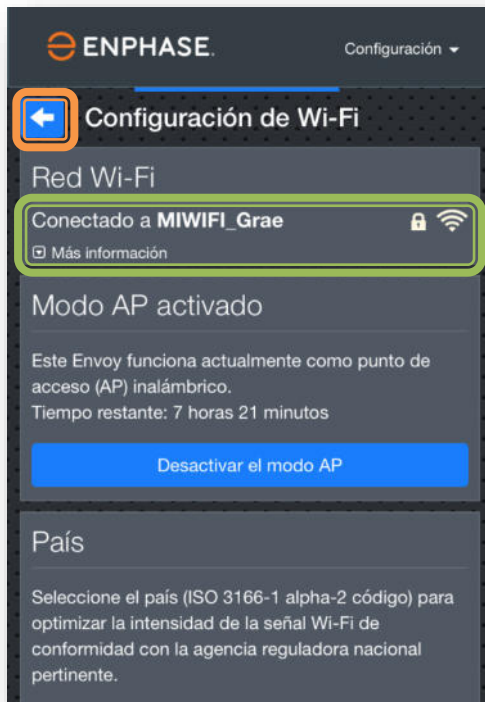 ENPHASE.
Configuración
Configuración de Wi-Fi
Red Wi-Fi
Conectado a MIWIFI_Grae
Más información
Modo AP activado
Este Envoy funciona actualmente como punto de
acceso (AP) inalámbrico.
Tiempo restante: 7 horas 21 minutos
Desactivar el modo AP
País
Seleccione el país (ISO 3166-1 alpha-2 código) para
optimizar la intensidad de la señal Wi-Fi de
conformidad con la agencia reguladora nacional
pertinente.